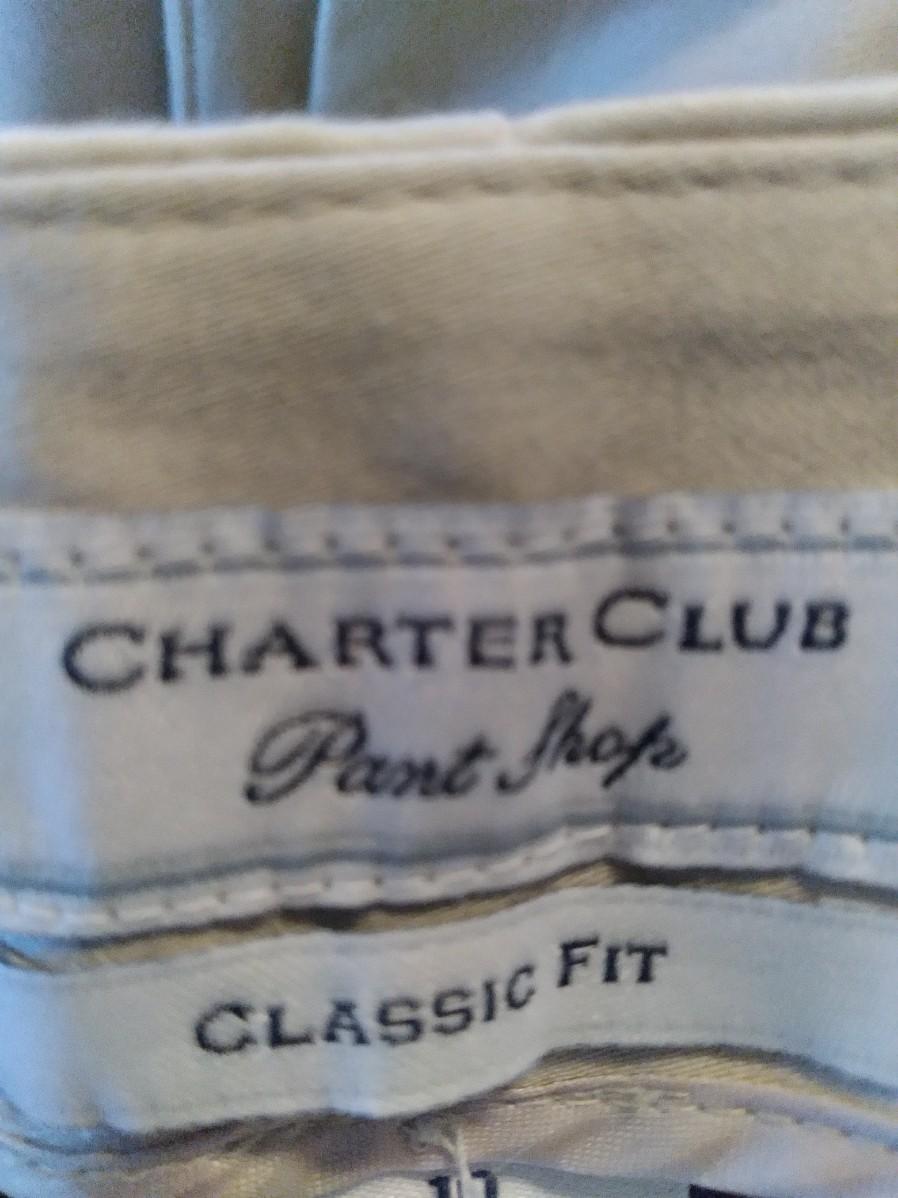 CHARTER CLUB
Pant Shop
CLASSIC FIT